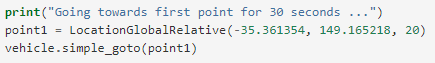 print("Going towards first point for 30 seconds ...")
point1 = LocationGlobalRelative(-35.361354, 149.165218, 20)
vehicle.simple_goto(point1)